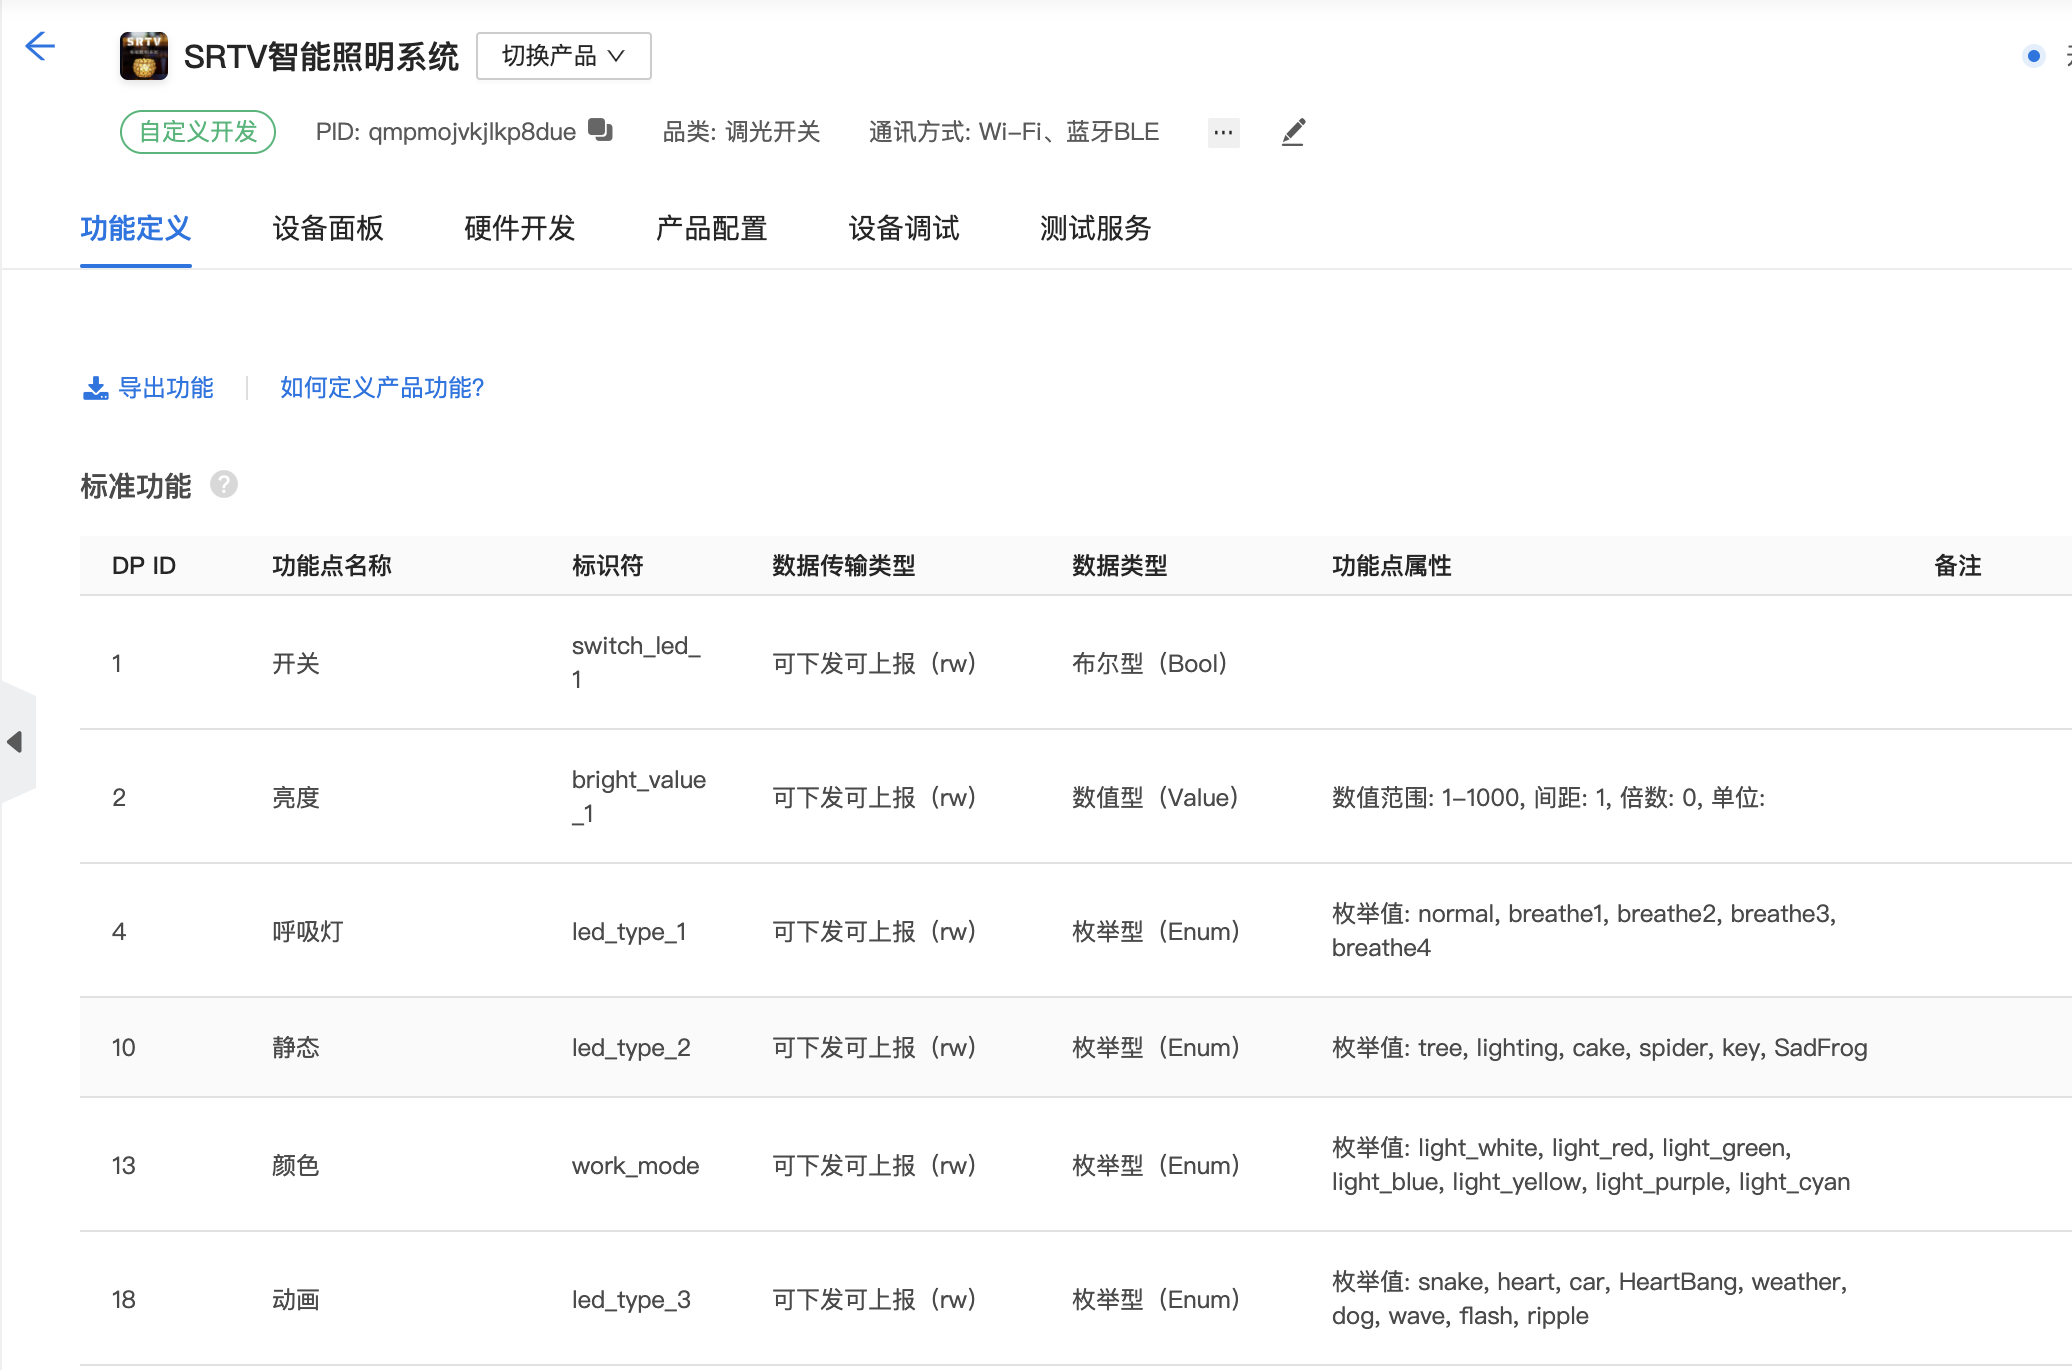 SRTV
SRTV智能照明系统
切换产品
自定义开发
PID: qmpmojvkjlkp8due
品类: 调光开关
通讯方式: Wi-Fi、蓝牙BLE
...
功能定义
设备面板
硬件开发
产品配置
设备调试
测试服务
导出功能
如何定义产品功能?
标准功能
?
DP ID 功能点名称 标识符 数据传输类型 数据类型 功能点属性 备注
1 开关 switch_led_
1 可下发可上报（rw） 布尔型（Bool）
2 亮度 bright_value
_1 可下发可上报（rw） 数值型（Value） 数值范围: 1-1000, 间距: 1, 倍数: 0, 单位:
4 呼吸灯 led_type_1 可下发可上报（rw） 枚举型（Enum） 枚举值: normal, breathe1, breathe2, breathe3,
breathe4
10 静态 led_type_2 可下发可上报（rw） 枚举型（Enum） 枚举值: tree, lighting, cake, spider, key, SadFrog
13 颜色 work_mode 可下发可上报（rw） 枚举型（Enum） 枚举值: light_white, light_red, light_green,
light_blue, light_yellow, light_purple, light_cyan
18 动画 led_type_3 可下发可上报（rw） 枚举型（Enum） 枚举值: snake, heart, car, HeartBang, weather,
dog, wave, flash, ripple